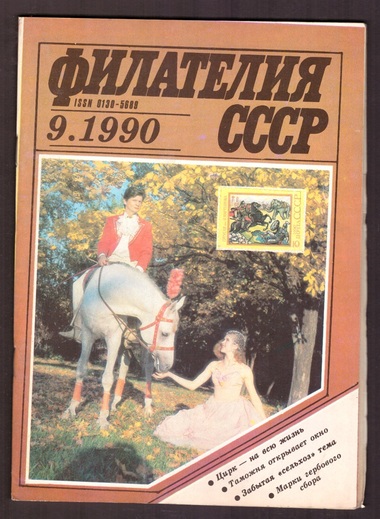 ФИЛАТЕЛИЯ
ISSN 0130-5688
9.1990
СССР
• Цирк — на всю жизнь
• Таможня открывает окно
• Забытая «сельхоз» тема
• Марки гербового
сбора